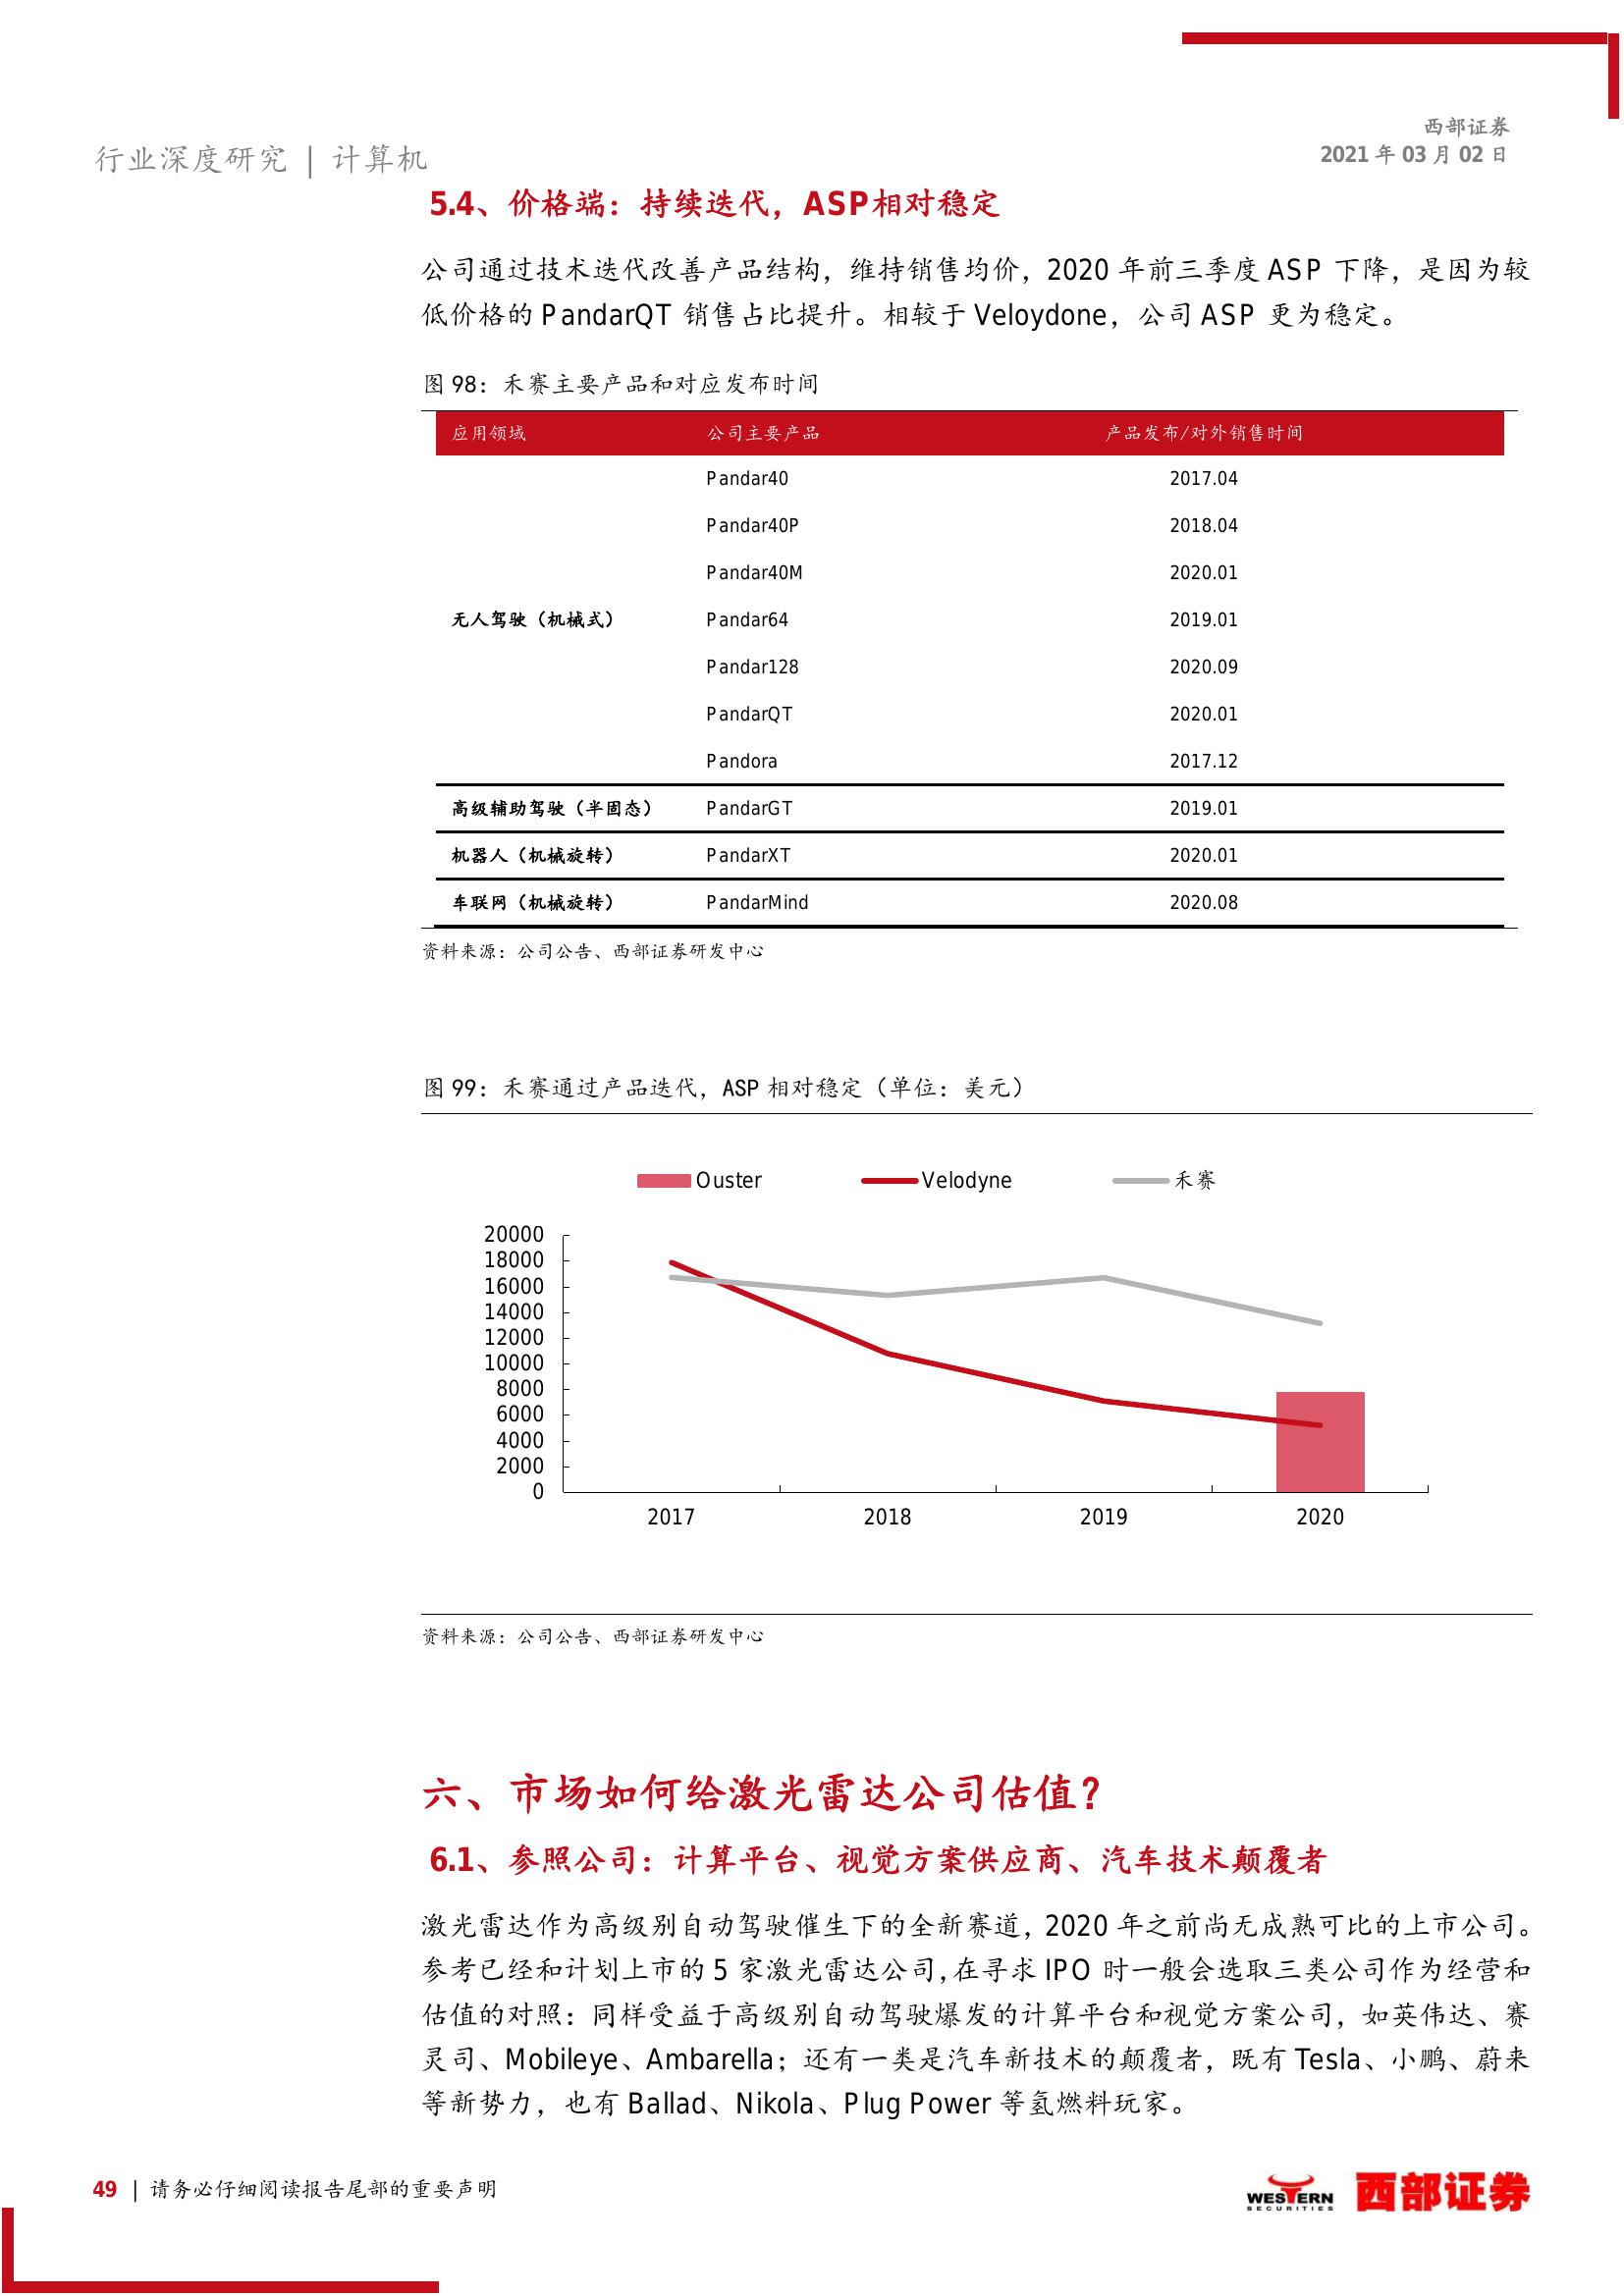 西部证券
2021 年 03 月 02 日
行业深度研究 | 计算机
5.4、价格端：持续迭代，ASP相对稳定
公司通过技术迭代改善产品结构，维持销售均价，2020 年前三季度 ASP 下降，是因为较
低价格的 PandarQT 销售占比提升。相较于 Veloydone，公司 ASP 更为稳定。
图 98：禾赛主要产品和对应发布时间
应用领域 公司主要产品 产品发布/对外销售时间
Pandar40 2017.04
Pandar40P 2018.04
Pandar40M 2020.01
无人驾驶（机械式） Pandar64 2019.01
Pandar128 2020.09
PandarQT 2020.01
Pandora 2017.12
高级辅助驾驶（半固态） PandarGT 2019.01
机器人（机械旋转） PandarXT 2020.01
车联网（机械旋转） PandarMind 2020.08
资料来源：公司公告、西部证券研发中心
图 99：禾赛通过产品迭代，ASP 相对稳定（单位：美元）
Ouster Velodyne 禾赛
20000
18000
16000
14000
12000
10000
8000
6000
4000
2000
0
2017 2018 2019 2020
资料来源：公司公告、西部证券研发中心
六、市场如何给激光雷达公司估值？
6.1、参照公司：计算平台、视觉方案供应商、汽车技术颠覆者
激光雷达作为高级别自动驾驶催生下的全新赛道，2020 年之前尚无成熟可比的上市公司。
参考已经和计划上市的 5 家激光雷达公司，在寻求 IPO 时一般会选取三类公司作为经营和
估值的对照：同样受益于高级别自动驾驶爆发的计算平台和视觉方案公司，如英伟达、赛
灵司、Mobileye、Ambarella；还有一类是汽车新技术的颠覆者，既有 Tesla、小鹏、蔚来
等新势力，也有 Ballad、Nikola、Plug Power 等氢燃料玩家。
49 | 请务必仔细阅读报告尾部的重要声明
WESTERN
SECURITIES
西部证券